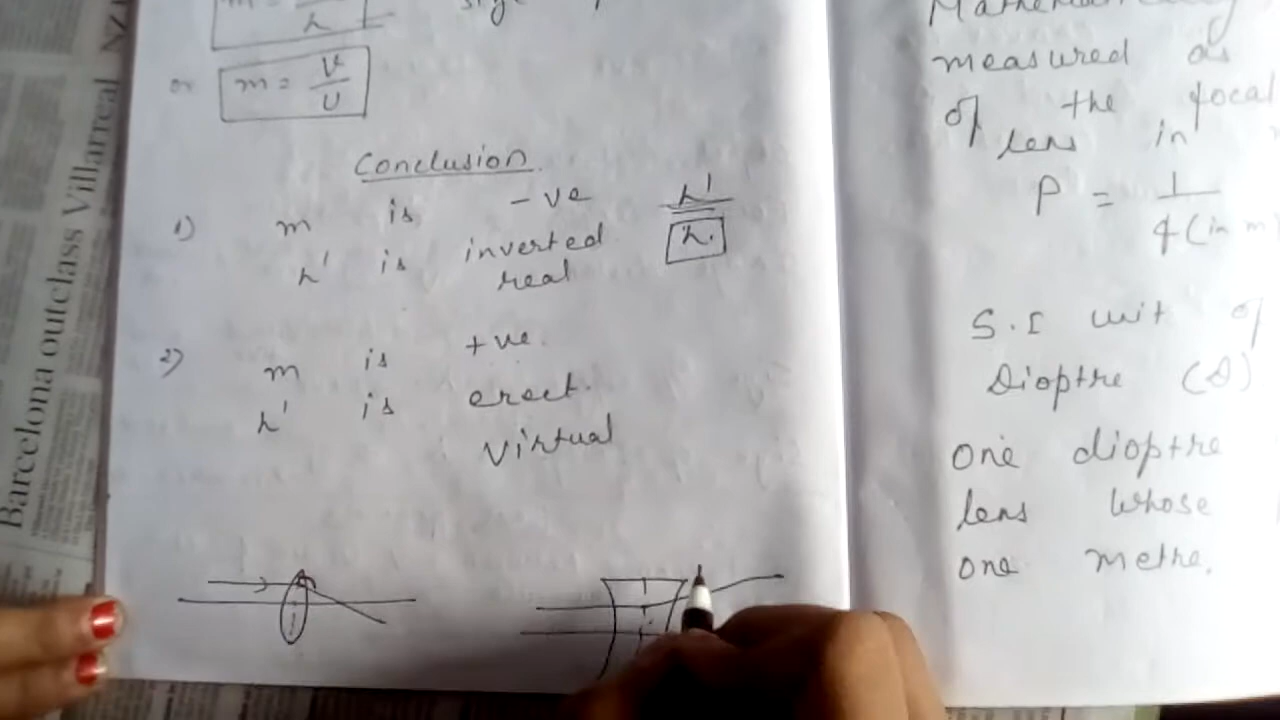 Barcelona outclass Villarreal
m =
h
or m = v
u
Conclusion
1) m is -ve h'
h' is inverted h.
real
2) m is +ve.
h' is erect.
Virtual
measured as
of the focal
lens in
P = 1
f (in m
S.I unit of
Dioptre (D)
One dioptre
lens whose
one metre.